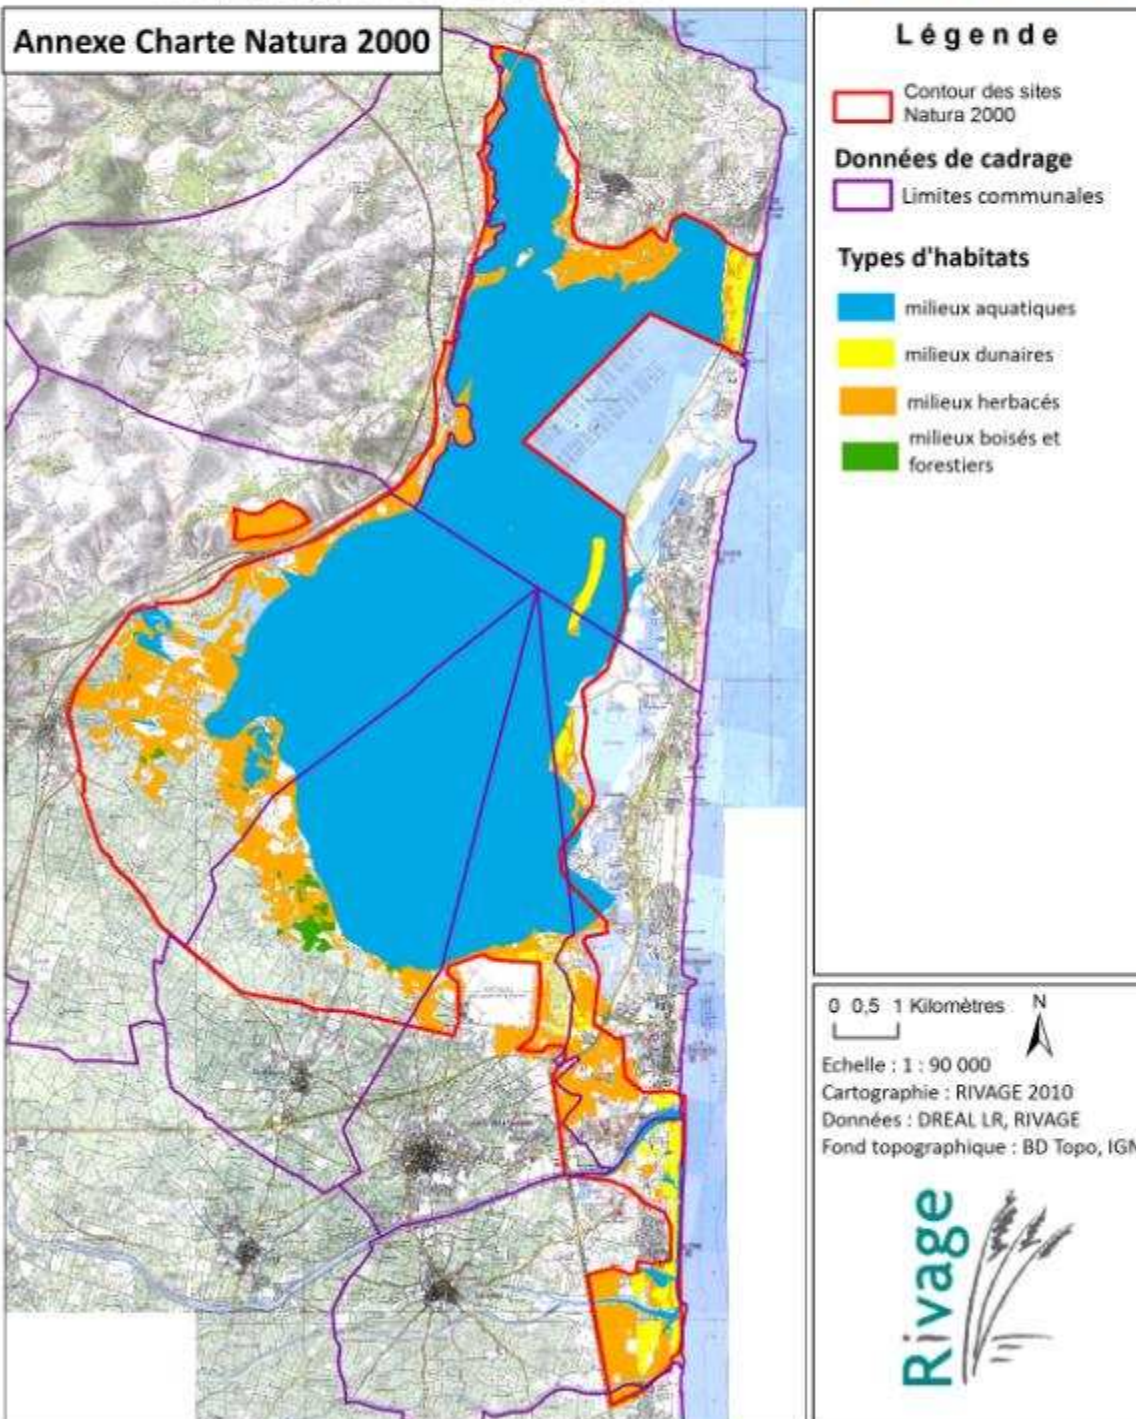 Annexe Charte Natura 2000
Légende
Contour des sites
Natura 2000
Données de cadrage
Limites communales
Types d'habitats
milieux aquatiques
milieux dunaires
milieux herbacés
milieux boisés et
forestiers
0 0,5 1 Kilomètres
N
Echelle : 1 : 90 000
Cartographie : RIVAGE 2010
Données : DREAL LR, RIVAGE
Fond topographique : BD Topo, IGN
Rivage